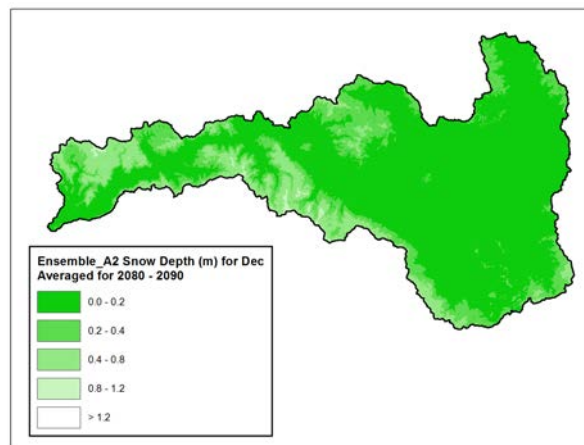 Ensemble_A2 Snow Depth (m) for Dec
Averaged for 2080 - 2090
0.0 - 0.2
0.2 - 0.4
0.4 - 0.8
0.8 - 1.2
> 1.2